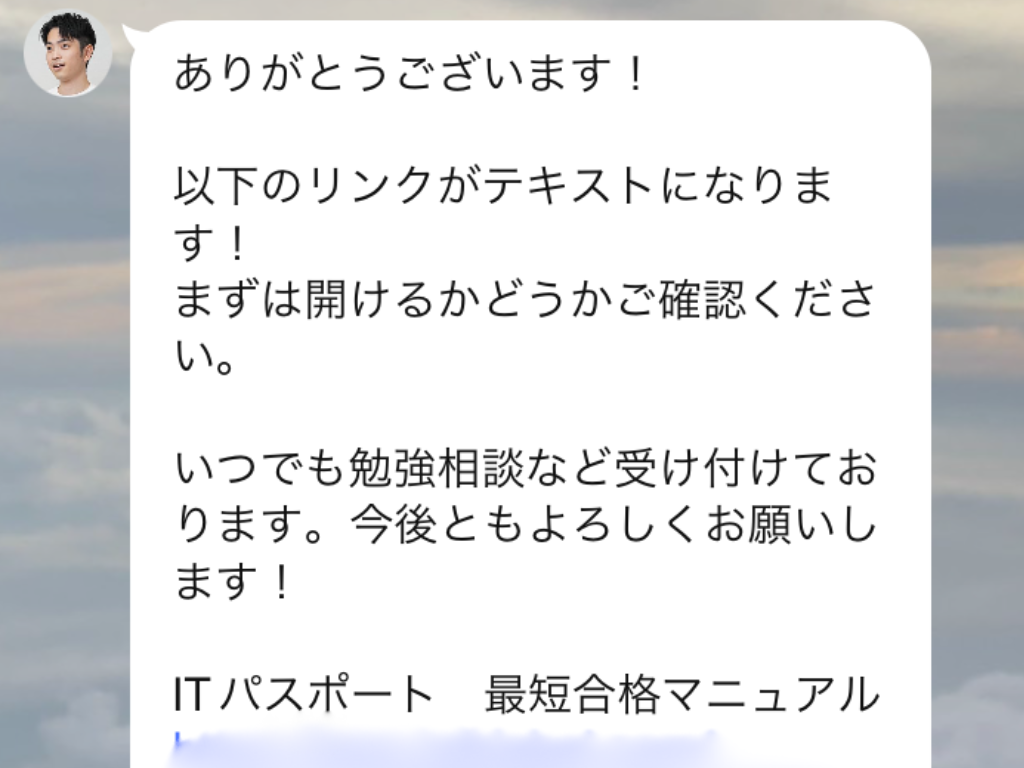 ありがとうございます！
以下のリンクがテキストになりま
す！
まずは開けるかどうかご確認くださ
い。
いつでも勉強相談など受け付けてお
ります。今後ともよろしくお願いし
ます！
ITパスポート　最短合格マニュアル